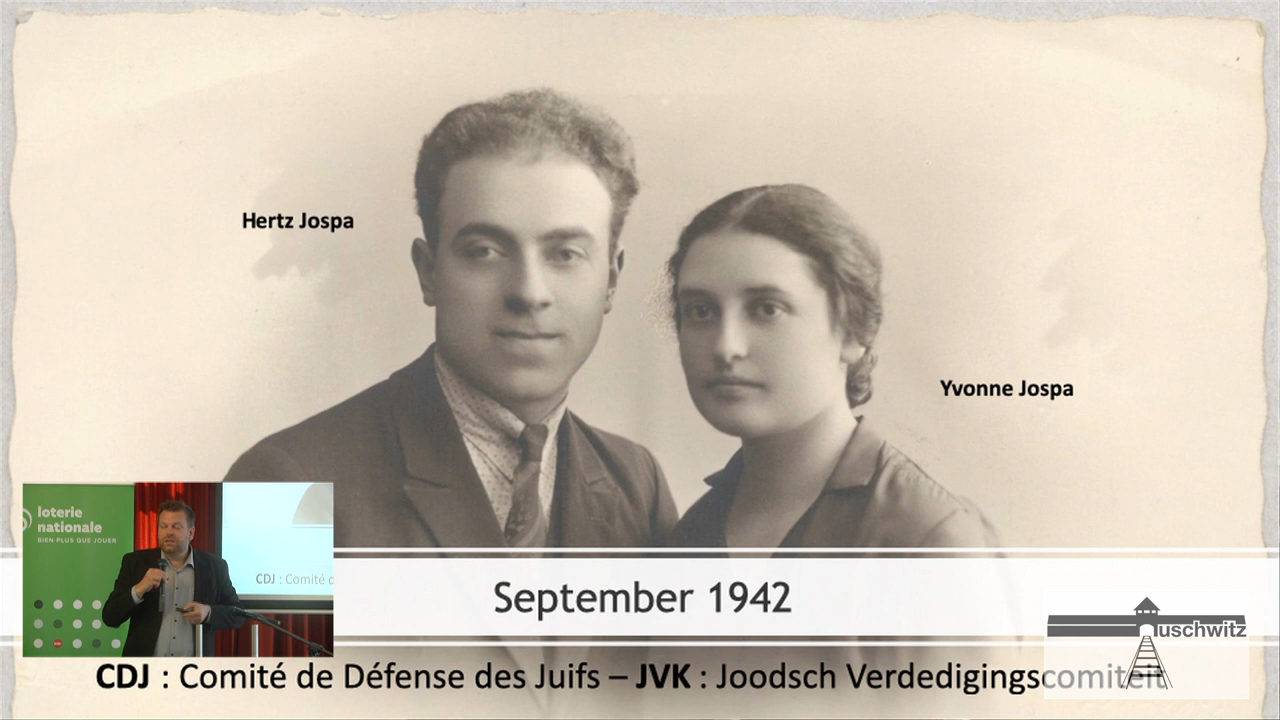 Hertz Jospa
Yvonne Jospa
loterie
nationale
BIEN PLUS QUE JOUER
CDJ : Comité d
September 1942
uschwitz
CDJ : Comité de Défense des Juifs – JVK : Joodsch Verdedigingscomiteit